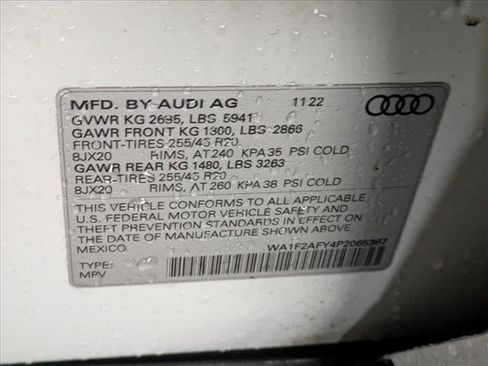 MFD. BY AUDI AG 11 22
GVWR KG 2695, LBS 5941
GAWR FRONT KG 1300, LBS 2866
FRONT-TIRES 255/45 R20
8JX20 RIMS, AT 240 KPA 35 PSI COLD
GAWR REAR KG 1480, LBS 3263
REAR-TIRES 255/45 R20
8JX20 RIMS, AT 260 KPA 38 PSI COLD
THIS VEHICLE CONFORMS TO ALL APPLICABLE
U.S. FEDERAL MOTOR VEHICLE SAFETY AND
THEFT PREVENTION STANDARDS IN EFFECT ON
THE DATE OF MANUFACTURE SHOWN ABOVE.
MEXICO.
WA1F2AFY4P2065367
TYPE:
MPV